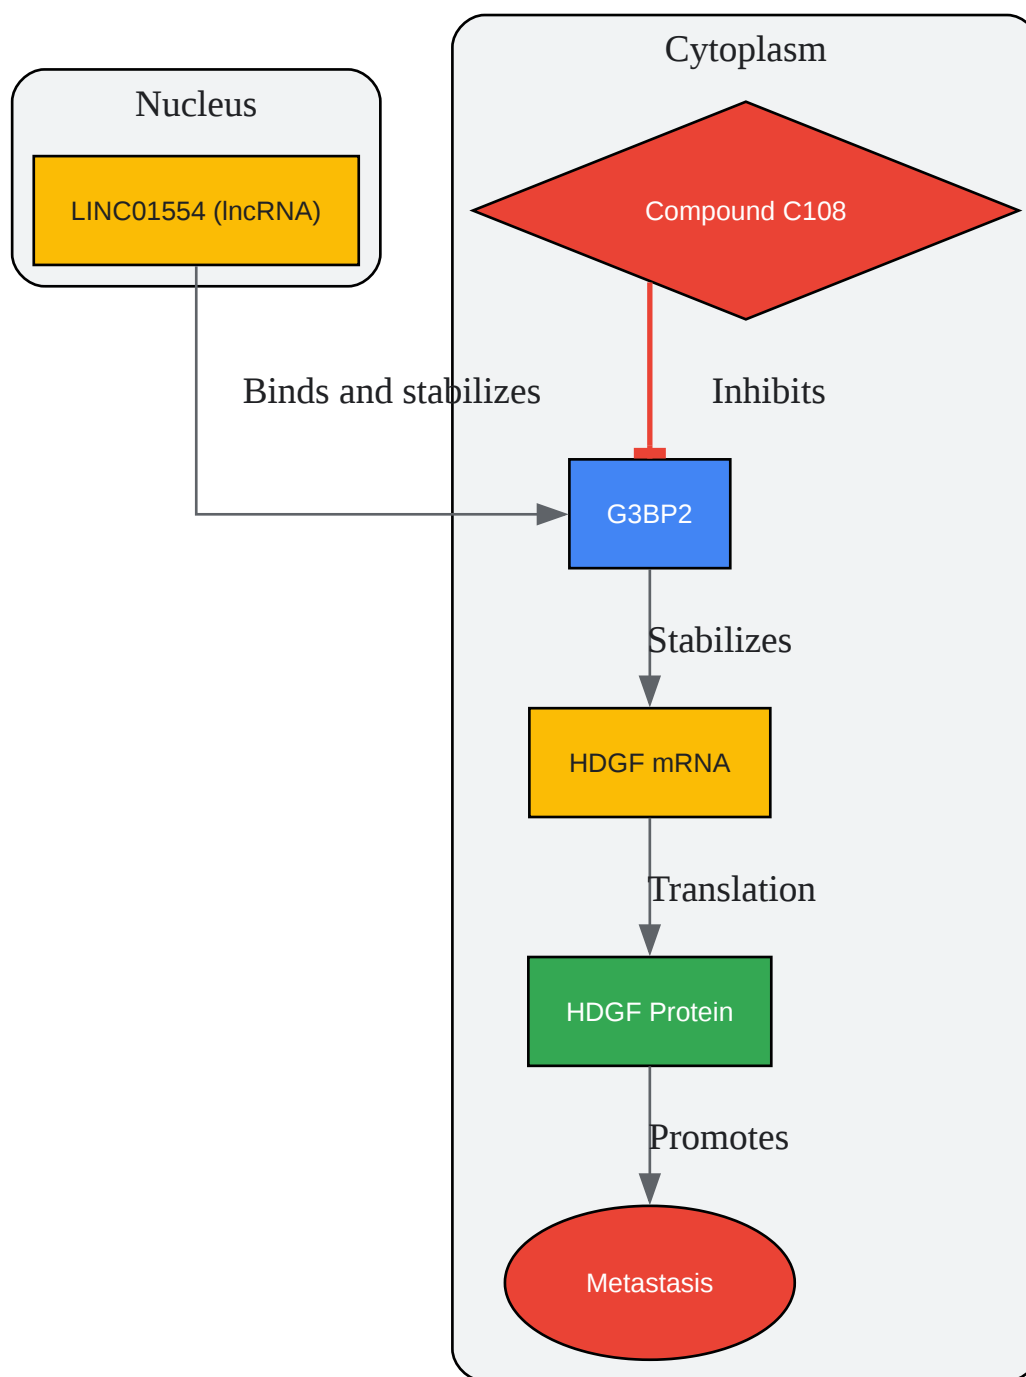 Cytoplasm
Nucleus
LINC01554 (lncRNA)
Compound C108
Binds and stabilizes
Inhibits
G3BP2
Stabilizes
HDGF mRNA
Translation
HDGF Protein
Promotes
Metastasis